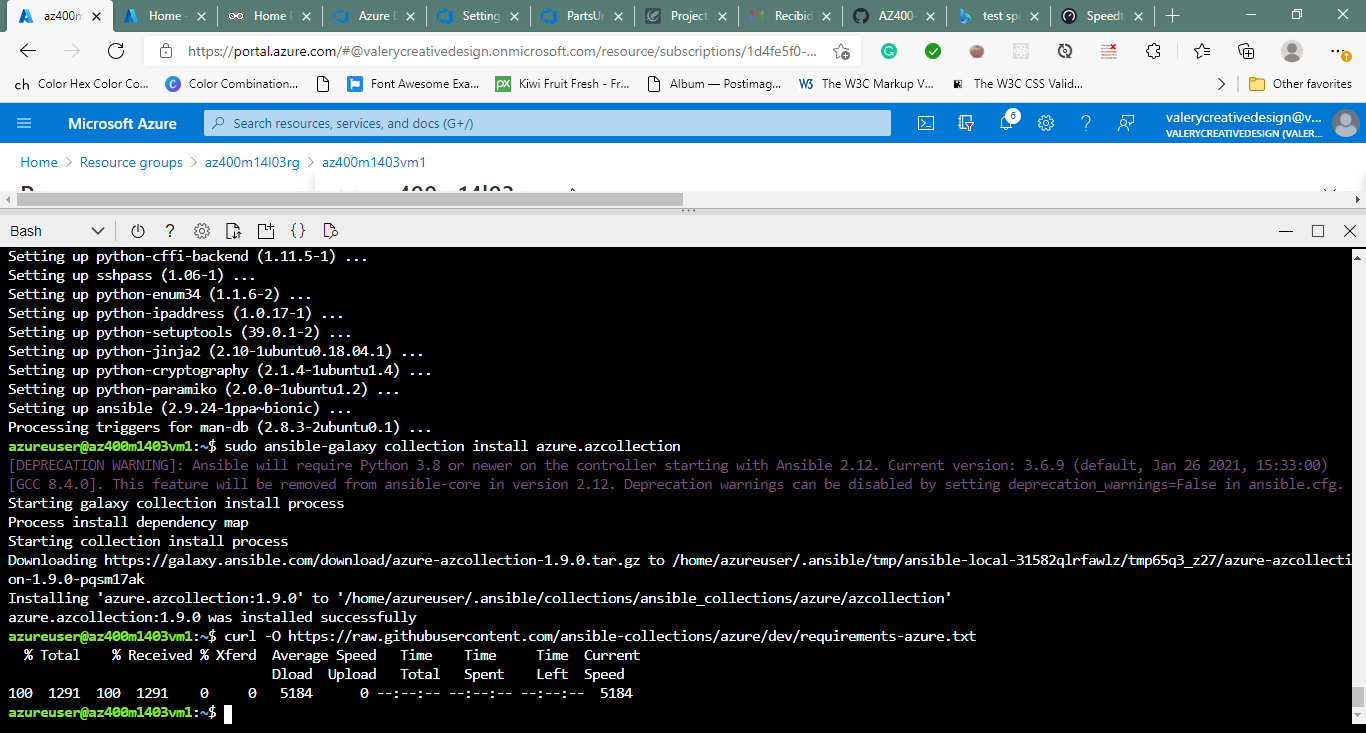 az400m
Home -
Home
Azure D
Setting
PartsUn
Project:
Recibid
AZ400-
test spe
Speedt
https://portal.azure.com/#@valerycreativedesign.onmicrosoft.com/resource/subscriptions/1d4fe5f0-...
ch Color Hex Color Co...
C Color Combination...
Font Awesome Exa...
px Kiwi Fruit Fresh - Fr...
Album — Postimag...
W3 The W3C Markup V...
The W3C CSS Valid...
Other favorites
Microsoft Azure
Search resources, services, and docs (G+/)
6
valerycreativedesign@v...
VALERYCREATIVEDESIGN (VALER...
Home > Resource groups > az400m14l03rg > az400m1403vm1
Bash
Setting up python-cffi-backend (1.11.5-1) ...
Setting up sshpass (1.06-1) ...
Setting up python-enum34 (1.1.6-2) ...
Setting up python-ipaddress (1.0.17-1) ...
Setting up python-setuptools (39.0.1-2) ...
Setting up python-jinja2 (2.10-1ubuntu0.18.04.1) ...
Setting up python-cryptography (2.1.4-1ubuntu1.4) ...
Setting up python-paramiko (2.0.0-1ubuntu1.2) ...
Setting up ansible (2.9.24-1ppa~bionic) ...
Processing triggers for man-db (2.8.3-2ubuntu0.1) ...
azureuser@az400m1403vm1:~$ sudo ansible-galaxy collection install azure.azcollection
[DEPRECATION WARNING]: Ansible will require Python 3.8 or newer on the controller starting with Ansible 2.12. Current version: 3.6.9 (default, Jan 26 2021, 15:33:00)
[GCC 8.4.0]. This feature will be removed from ansible-core in version 2.12. Deprecation warnings can be disabled by setting deprecation_warnings=False in ansible.cfg.
Starting galaxy collection install process
Process install dependency map
Starting collection install process
Downloading https://galaxy.ansible.com/download/azure-azcollection-1.9.0.tar.gz to /home/azureuser/.ansible/tmp/ansible-local-31582qlrfawlz/tmp65q3_z27/azure-azcollecti
on-1.9.0-pqsm17ak
Installing 'azure.azcollection:1.9.0' to '/home/azureuser/.ansible/collections/ansible_collections/azure/azcollection'
azure.azcollection:1.9.0 was installed successfully
azureuser@az400m1403vm1:~$ curl -O https://raw.githubusercontent.com/ansible-collections/azure/dev/requirements-azure.txt
% Total % Received % Xferd Average Speed Time Time Time Current
Dload Upload Total Spent Left Speed
100 1291 100 1291 0 0 5184 0 --:--:-- --:--:-- --:--:-- 5184
azureuser@az400m1403vm1:~$